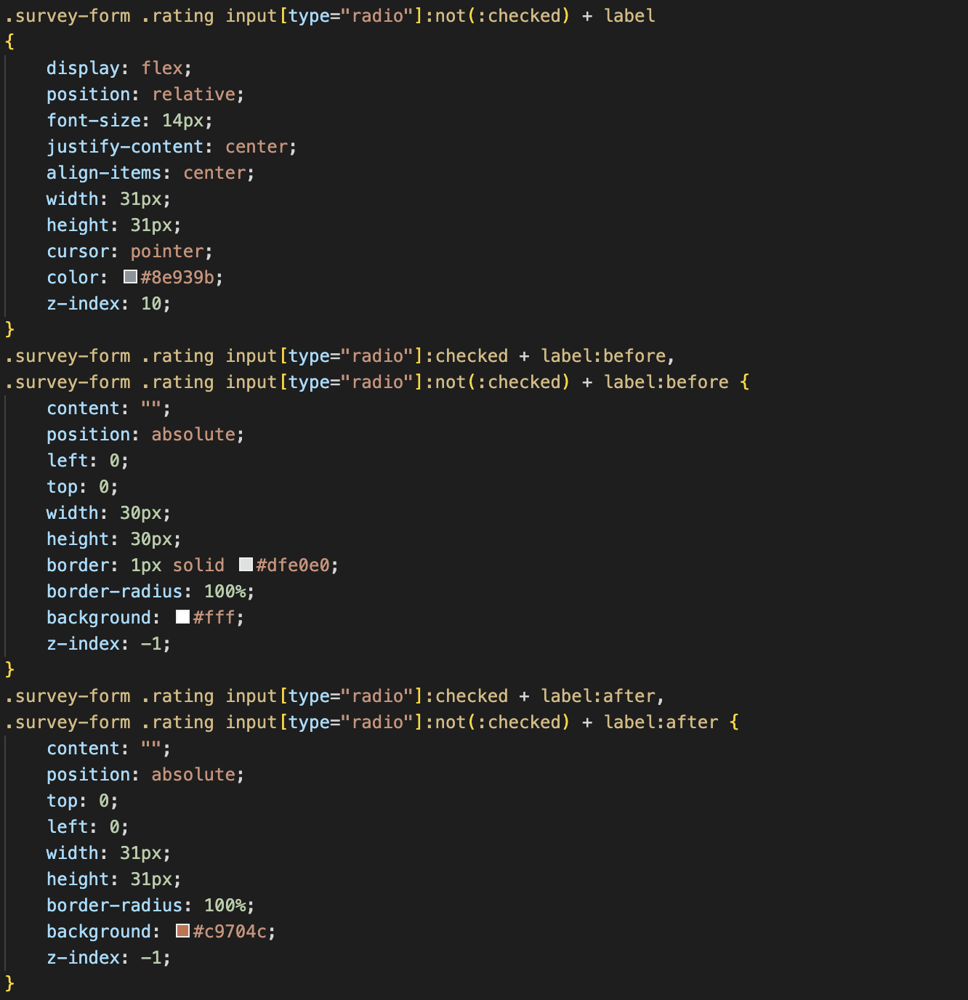 .survey-form .rating input[type="radio"]:not(:checked) + label
{
    display: flex;
    position: relative;
    font-size: 14px;
    justify-content: center;
    align-items: center;
    width: 31px;
    height: 31px;
    cursor: pointer;
    color: #8e939b;
    z-index: 10;
}
.survey-form .rating input[type="radio"]:checked + label:before,
.survey-form .rating input[type="radio"]:not(:checked) + label:before {
    content: "";
    position: absolute;
    left: 0;
    top: 0;
    width: 30px;
    height: 30px;
    border: 1px solid #dfe0e0;
    border-radius: 100%;
    background: #fff;
    z-index: -1;
}
.survey-form .rating input[type="radio"]:checked + label:after,
.survey-form .rating input[type="radio"]:not(:checked) + label:after {
    content: "";
    position: absolute;
    top: 0;
    left: 0;
    width: 31px;
    height: 31px;
    border-radius: 100%;
    background: #c9704c;
    z-index: -1;
}